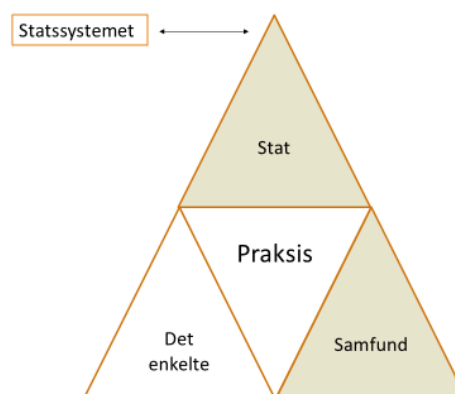 Statssystemet
Stat
Praksis
Det
enkelte
Samfund